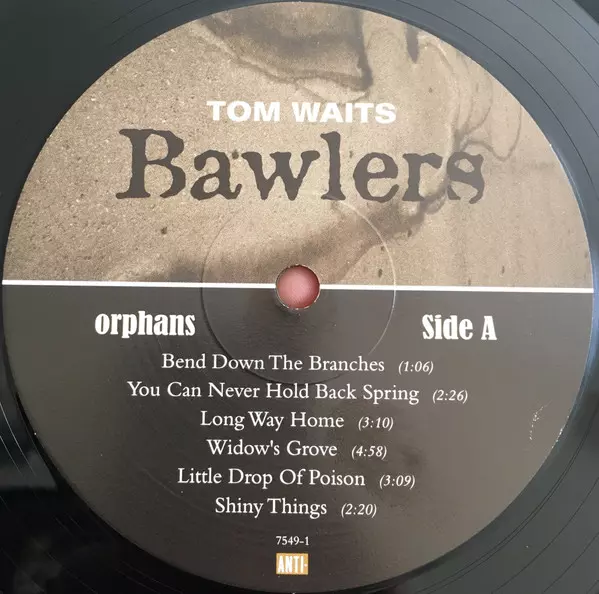 TOM WAITS
Bawlers
orphans Side A
Bend Down The Branches (1:06)
You Can Never Hold Back Spring (2:26)
Long Way Home (3:10)
Widow's Grove (4:58)
Little Drop Of Poison (3:09)
Shiny Things (2:20)
7549-1
ANTI-